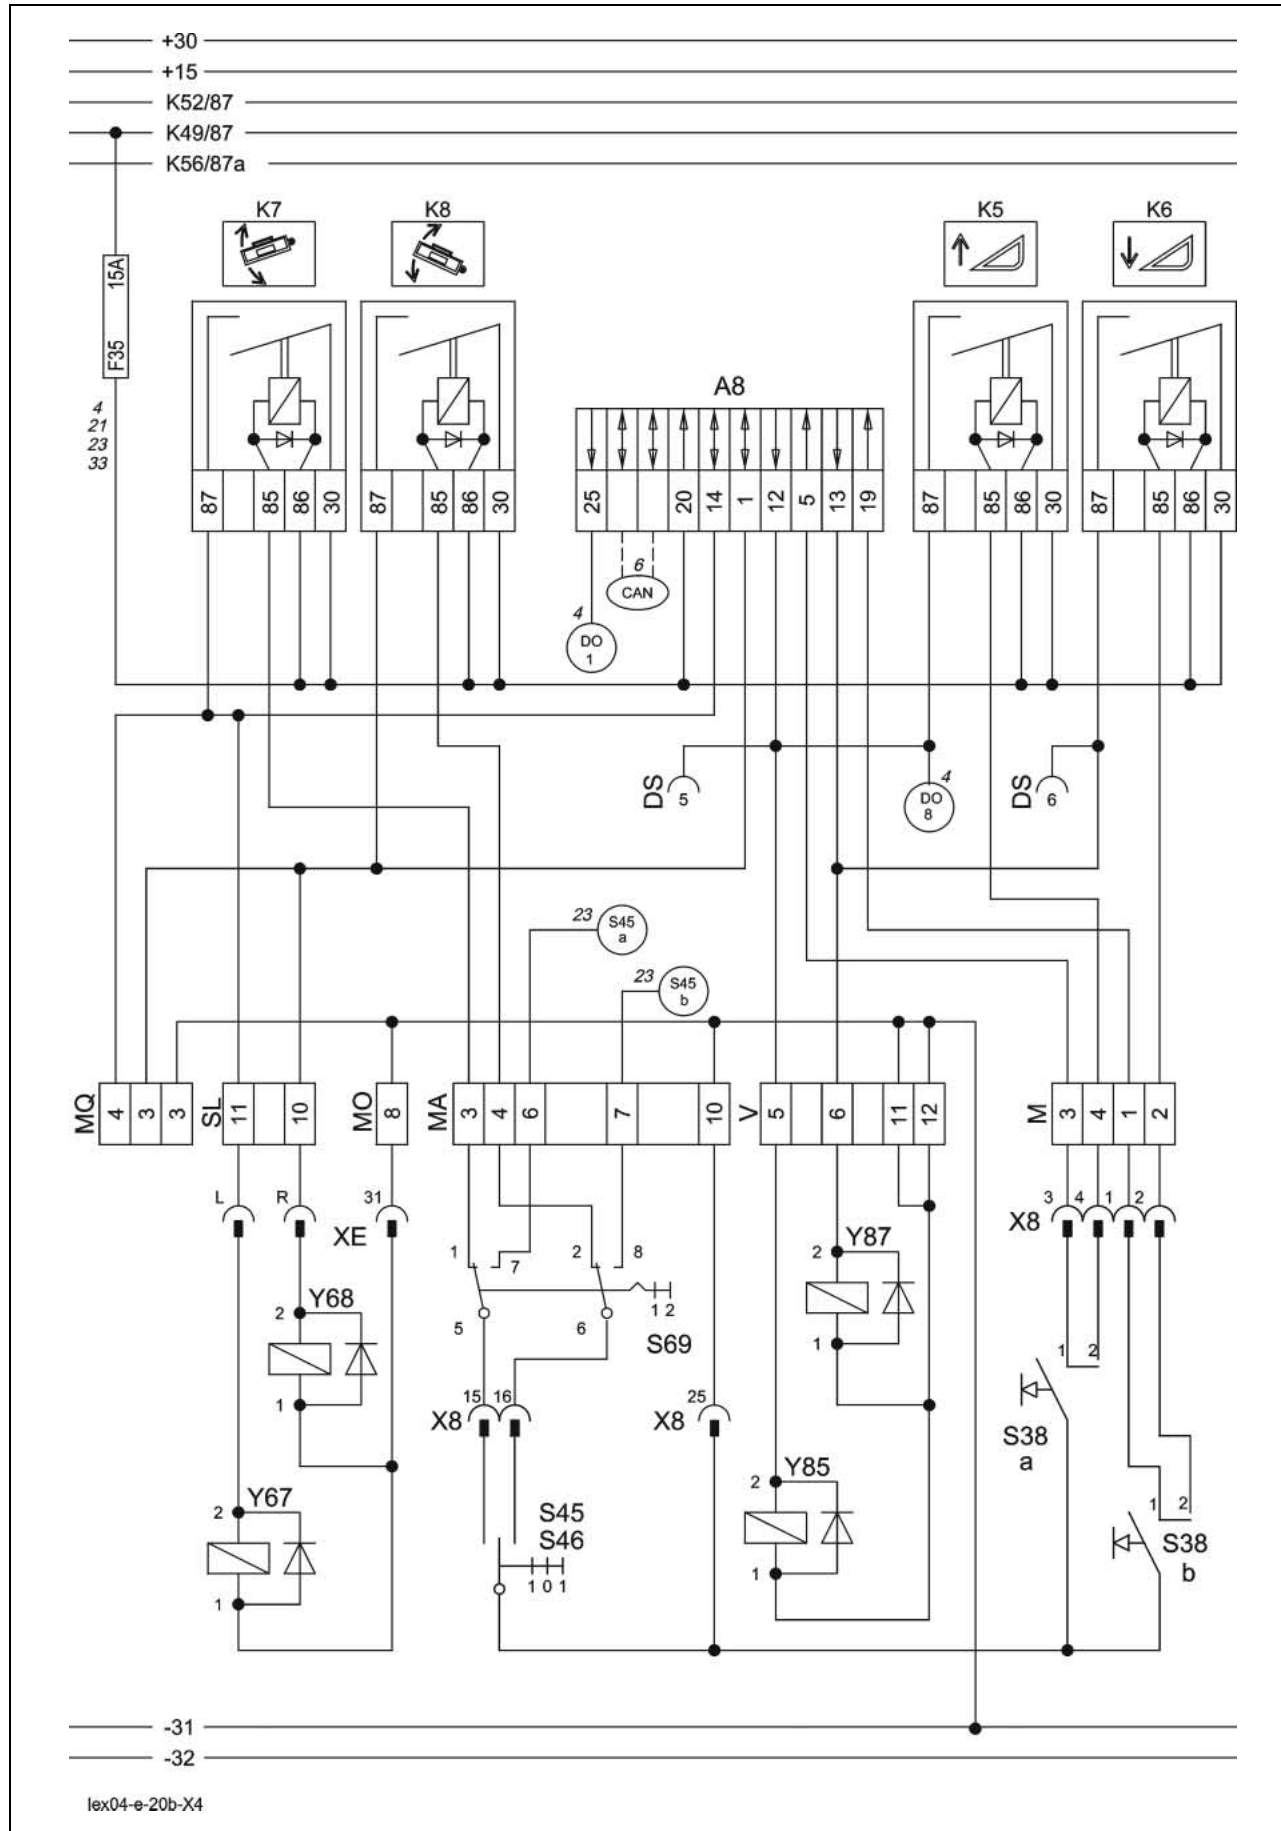 +30
+15
K52/87
K49/87
K56/87a
K7 K8 K5 K6
15A
F35
4
21
23
33
A8
87 85 86 30 87 85 86 30 25 20 14 1 12 5 13 19 87 85 86 30 87 85 86 30
6
CAN
4
DO
1
DS
5
4
DO
8
DS
6
23 S45
a
23 S45
b
MQ 4 3 3 SL 11 10 MO 8 MA 3 4 6 7 10 V 5 6 11 12 M 3 4 1 2
L R 31 3 4 1 2
XE X8
1 7 2 8
2 Y87
1
2 Y68
1
1 2
5 6
S69
1 2
15 16 25
X8 X8
S38
a
2 Y67
1
2 Y85
1
S45
S46
1 0 1
1 2
S38
b
-31
-32
lex04-e-20b-X4